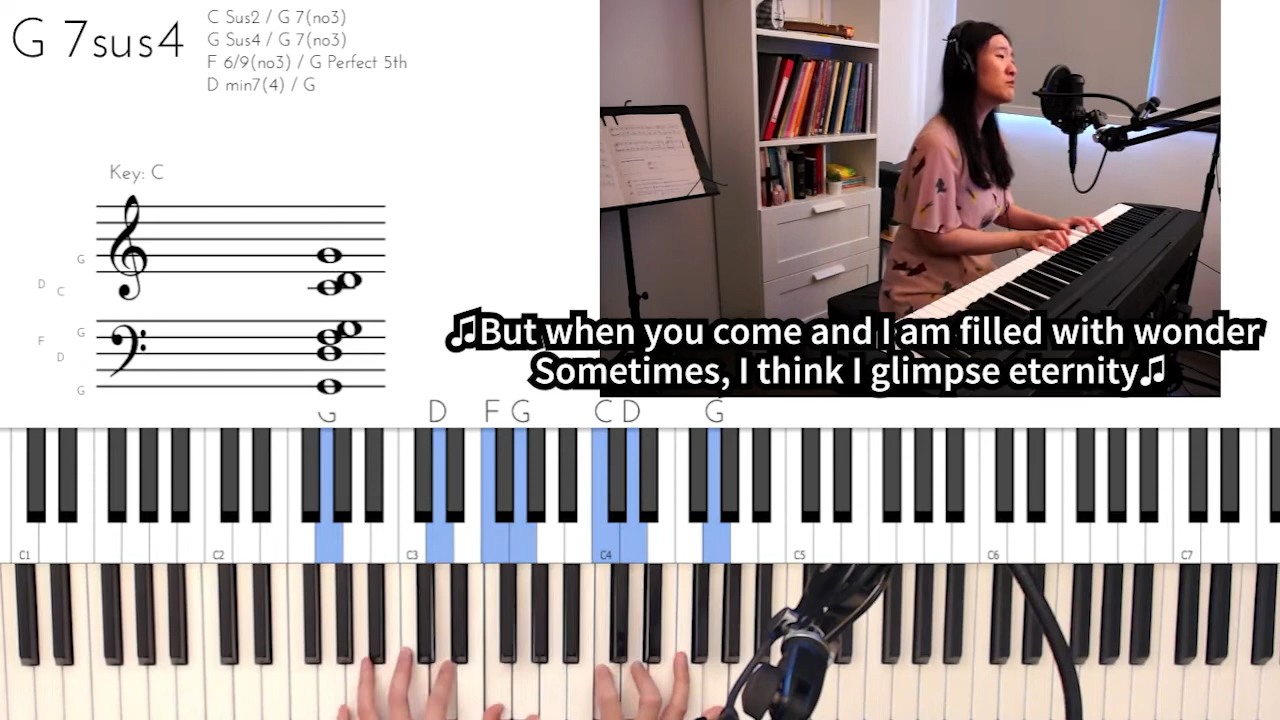 G 7sus4
C Sus2 / G 7(no3)
G Sus4 / G 7(no3)
F 6/9(no3) / G Perfect 5th
D min7(4) / G
Key: C
G
D C
G
F
D
G
♫But when you come and I am filled with wonder
Sometimes, I think I glimpse eternity♫
G D F G C D G
C1 C2 C3 C4 C5 C6 C7